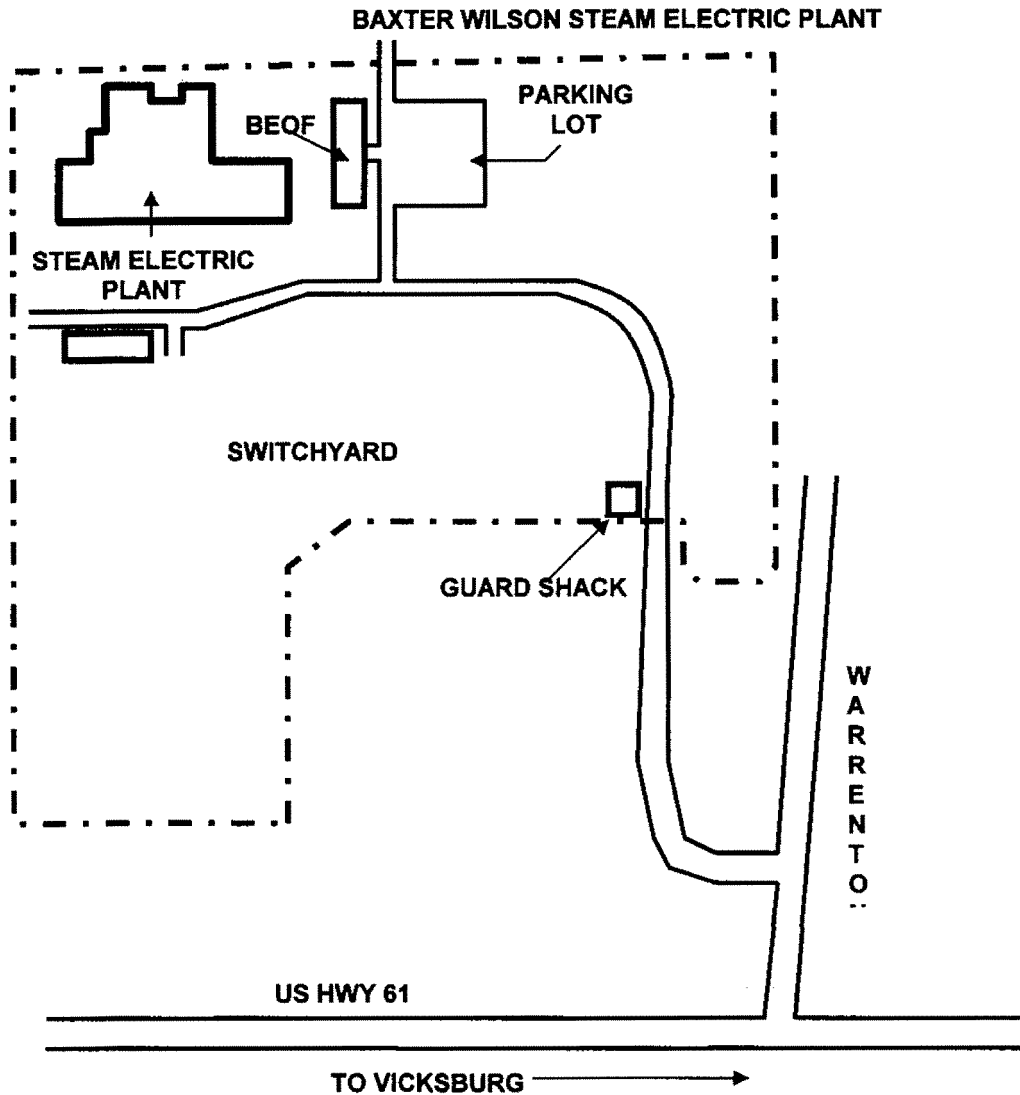 BAXTER WILSON STEAM ELECTRIC PLANT
PARKING
LOT
BEOF
STEAM ELECTRIC
PLANT
SWITCHYARD
GUARD SHACK
W
A
R
R
E
N
T
O
US HWY 61
TO VICKSBURG